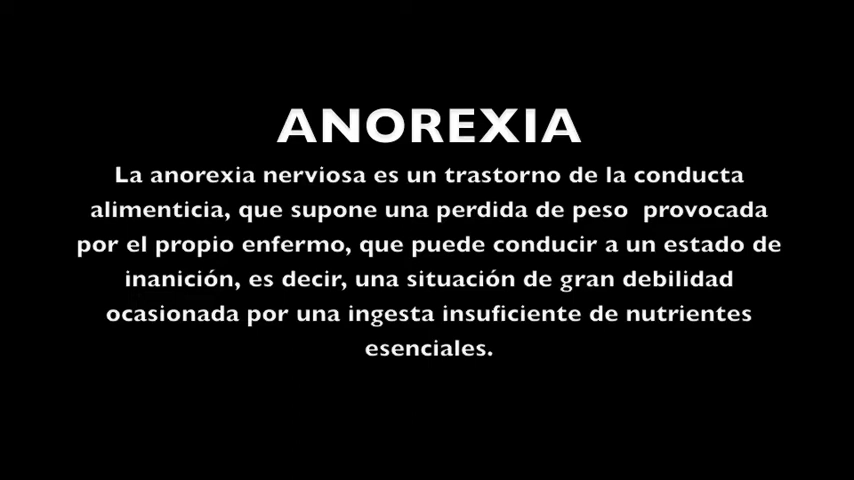 ANOREXIA
La anorexia nerviosa es un trastorno de la conducta
alimenticia, que supone una perdida de peso  provocada
por el propio enfermo, que puede conducir a un estado de
inanición, es decir, una situación de gran debilidad
ocasionada por una ingesta insuficiente de nutrientes
esenciales.